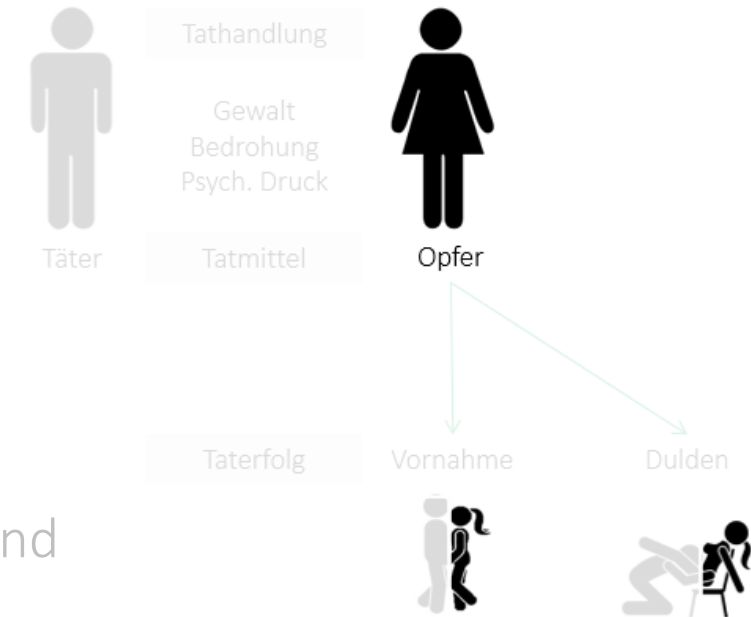 Tathandlung
Gewalt
Bedrohung
Psych. Druck
Täter
Tatmittel
Opfer
Taterfolg
Vornahme
Dulden
nd